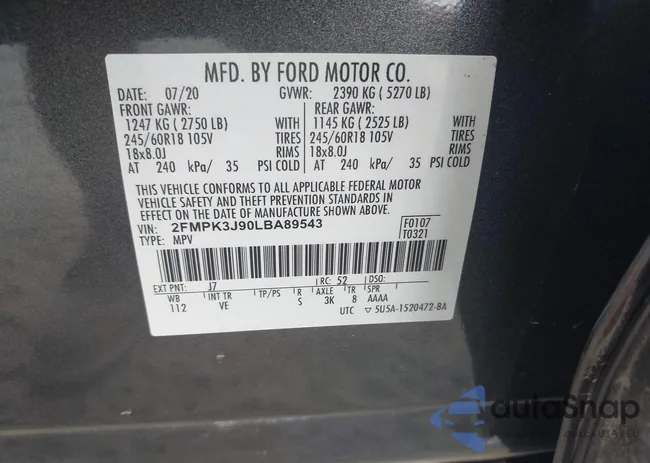 MFD. BY FORD MOTOR CO.
DATE: 07/20 GVWR: 2390 KG ( 5270 LB)
FRONT GAWR: REAR GAWR:
1247 KG ( 2750 LB) WITH 1145 KG ( 2525 LB) WITH
245/60R18 105V TIRES 245/60R18 105V TIRES
18x8.0J RIMS 18x8.0J RIMS
AT 240 kPa/ 35 PSI COLD AT 240 kPa/ 35 PSI COLD
THIS VEHICLE CONFORMS TO ALL APPLICABLE FEDERAL MOTOR
VEHICLE SAFETY AND THEFT PREVENTION STANDARDS IN
EFFECT ON THE DATE OF MANUFACTURE SHOWN ABOVE.
VIN: 2FMPK3J90LBA89543 F0107
TYPE: MPV T0321
EXT PNT: J7 RC: 52 DSO:
WB INT TR TP/PS R AXLE TR SPR
112 VE S 3K 8 AAAA
UTC ▽ 5U5A-1520472-BA
autoSnap